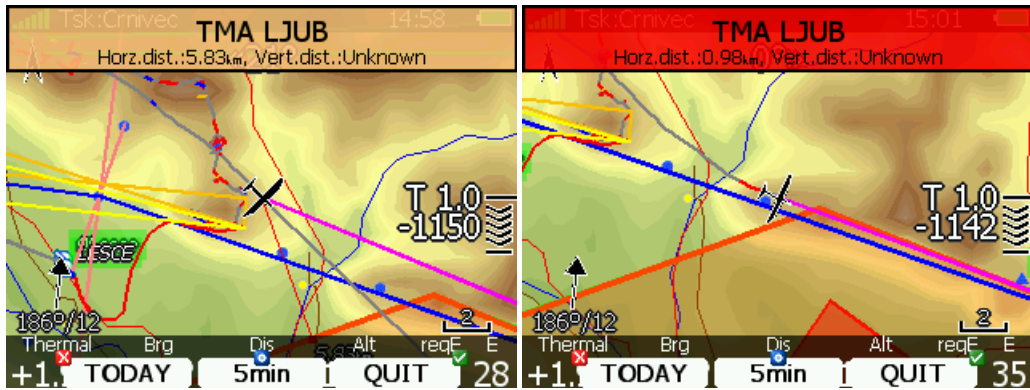 Tsk:Crnivec 14:58
TMA LJUB
Horz.dist.:5.83km, Vert.dist.:Unknown
T 1.0
-1150
186º/12
2
Thermal Brg Dis Alt reqE E
+1. TODAY 5min QUIT 28
Tsk:Crnivec 15:01
TMA LJUB
Horz.dist.:0.98km, Vert.dist.:Unknown
T 1.0
-1142
186º/12
2
Thermal Brg Dis Alt reqE E
+1. TODAY 5min QUIT 35